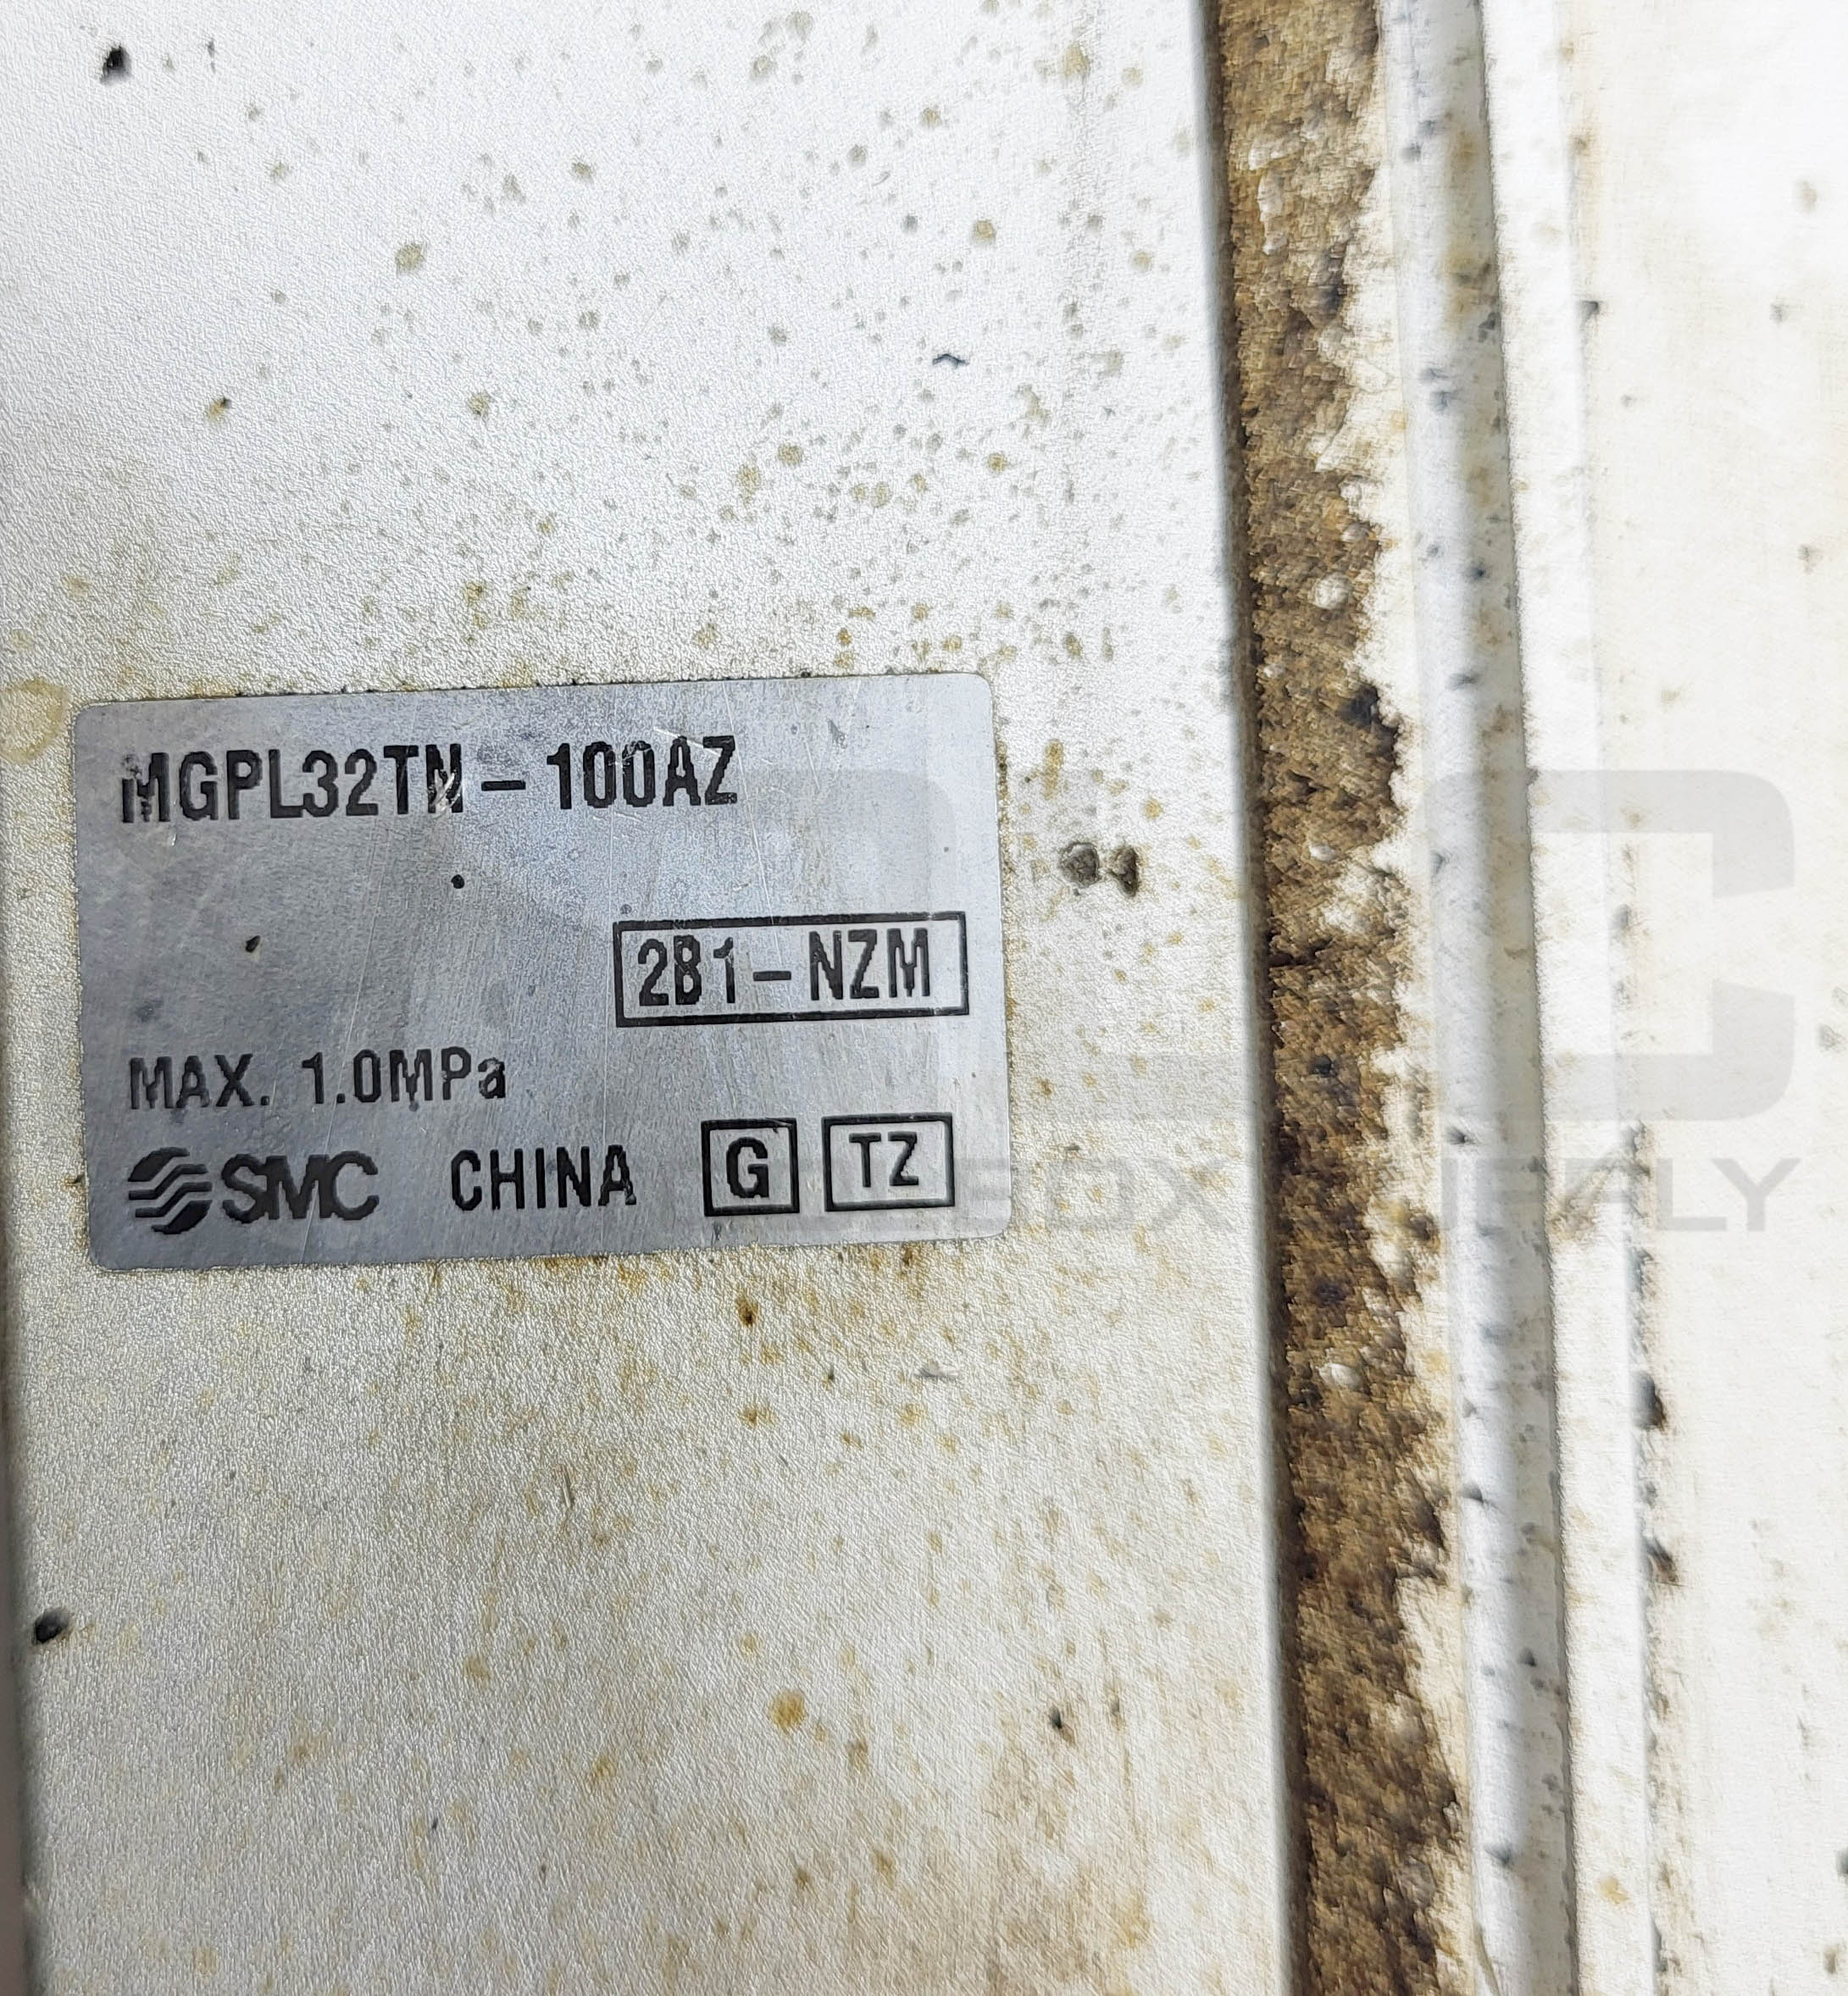 MGPL32TN-100AZ
2B1-NZM
MAX. 1.0MPa
SMC CHINA G TZ